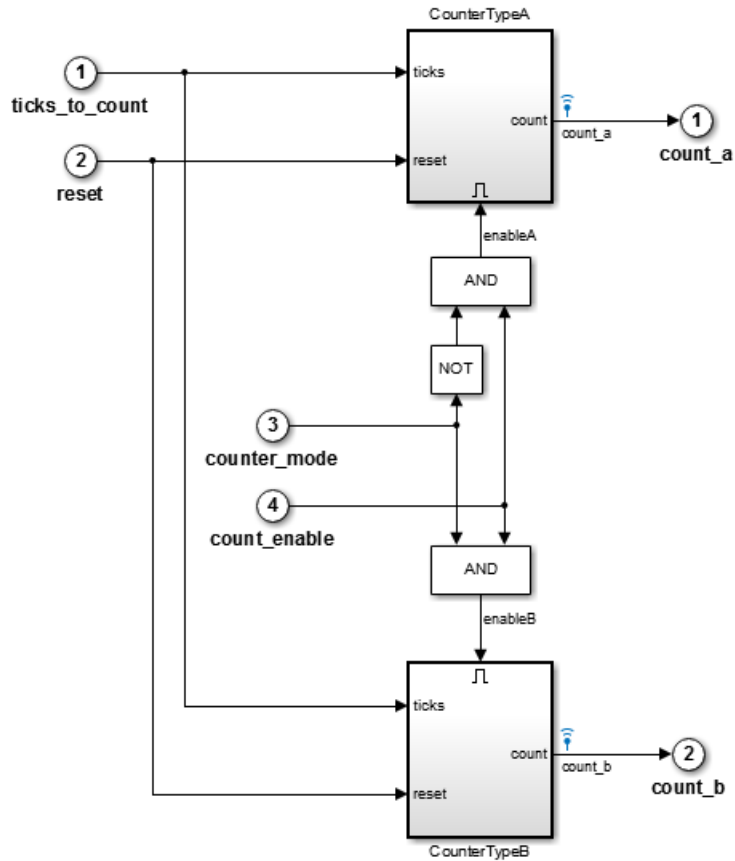 CounterTypeA
1
ticks_to_count
ticks
count
count_a
1
count_a
2
reset
reset
enableA
AND
NOT
3
counter_mode
4
count_enable
AND
enableB
ticks
count
count_b
2
count_b
reset
CounterTypeB